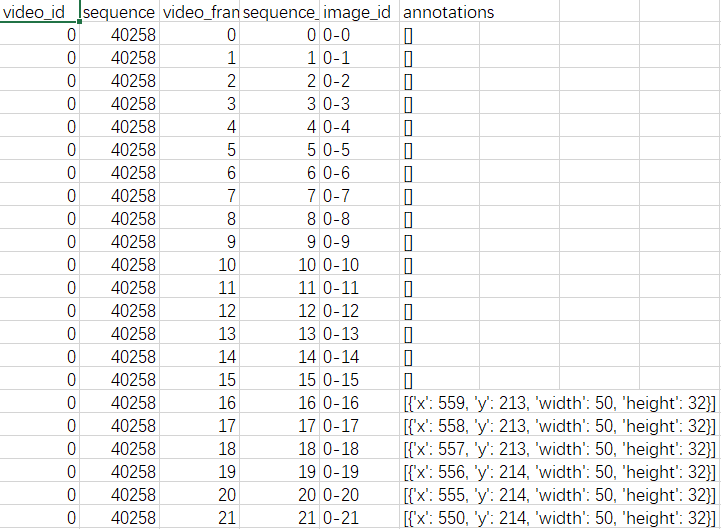 video_id sequence video_fran sequence_ image_id annotations
0 40258 0 0 0-0 []
0 40258 1 1 0-1 []
0 40258 2 2 0-2 []
0 40258 3 3 0-3 []
0 40258 4 4 0-4 []
0 40258 5 5 0-5 []
0 40258 6 6 0-6 []
0 40258 7 7 0-7 []
0 40258 8 8 0-8 []
0 40258 9 9 0-9 []
0 40258 10 10 0-10 []
0 40258 11 11 0-11 []
0 40258 12 12 0-12 []
0 40258 13 13 0-13 []
0 40258 14 14 0-14 []
0 40258 15 15 0-15 []
0 40258 16 16 0-16 [{'x': 559, 'y': 213, 'width': 50, 'height': 32}]
0 40258 17 17 0-17 [{'x': 558, 'y': 213, 'width': 50, 'height': 32}]
0 40258 18 18 0-18 [{'x': 557, 'y': 213, 'width': 50, 'height': 32}]
0 40258 19 19 0-19 [{'x': 556, 'y': 214, 'width': 50, 'height': 32}]
0 40258 20 20 0-20 [{'x': 555, 'y': 214, 'width': 50, 'height': 32}]
0 40258 21 21 0-21 [{'x': 550, 'y': 214, 'width': 50, 'height': 32}]